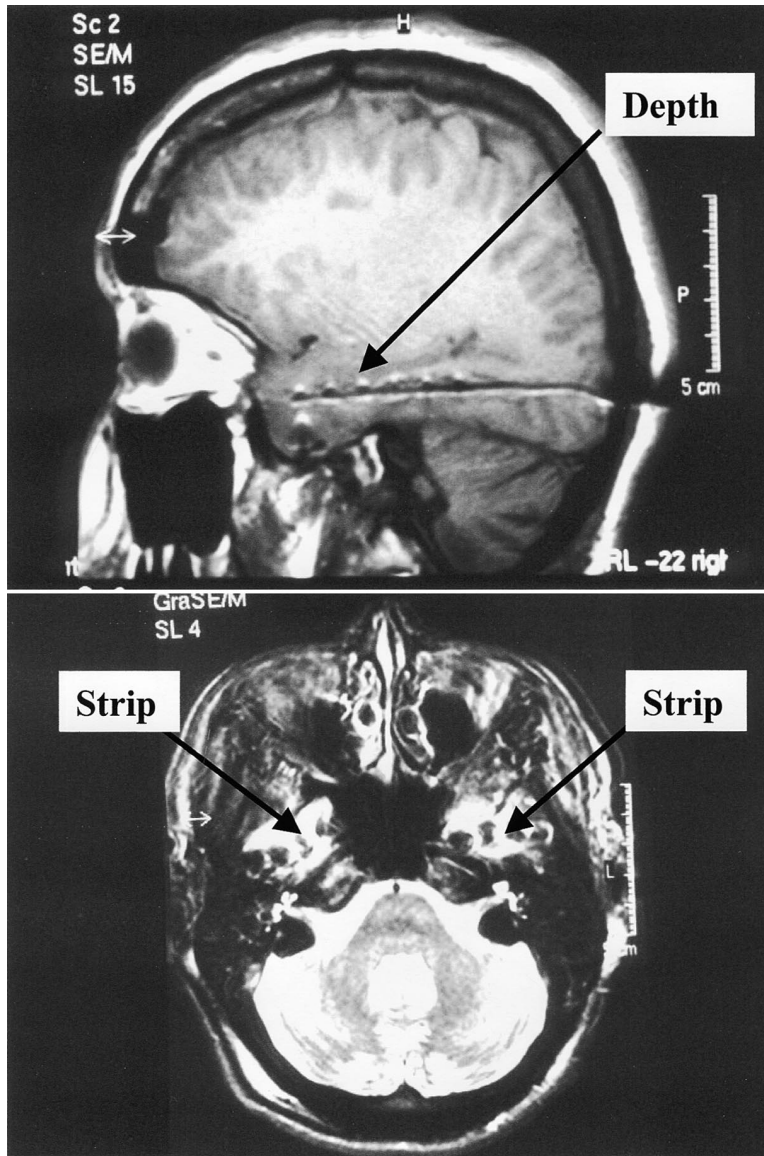 Sc 2
SE/M
SL 15
H
Depth
P
5 cm
RL -22 rigt
GraSE/M
SL 4
Strip
Strip
L